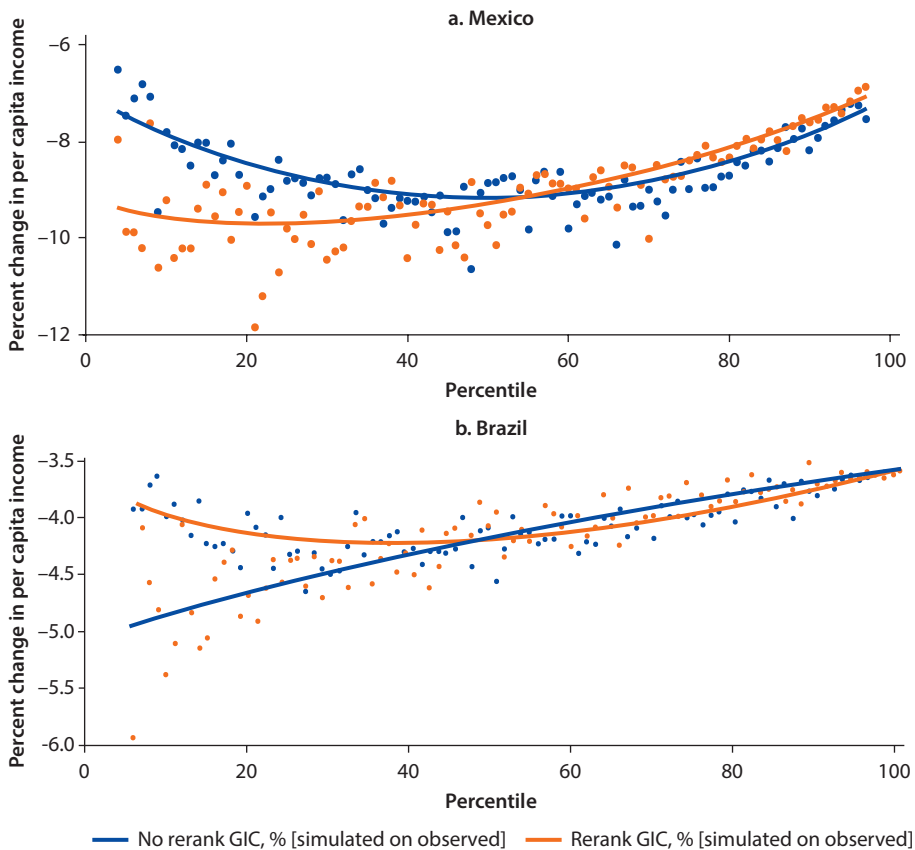 a. Mexico
Percent change in per capita income
−6
−8
−10
−12
0 20 40 60 80 100
Percentile
b. Brazil
Percent change in per capita income
−3.5
−4.0
−4.5
−5.0
−5.5
-6.0
0 20 40 60 80 100
Percentile
No rerank GIC, % [simulated on observed] Rerank GIC, % [simulated on observed]